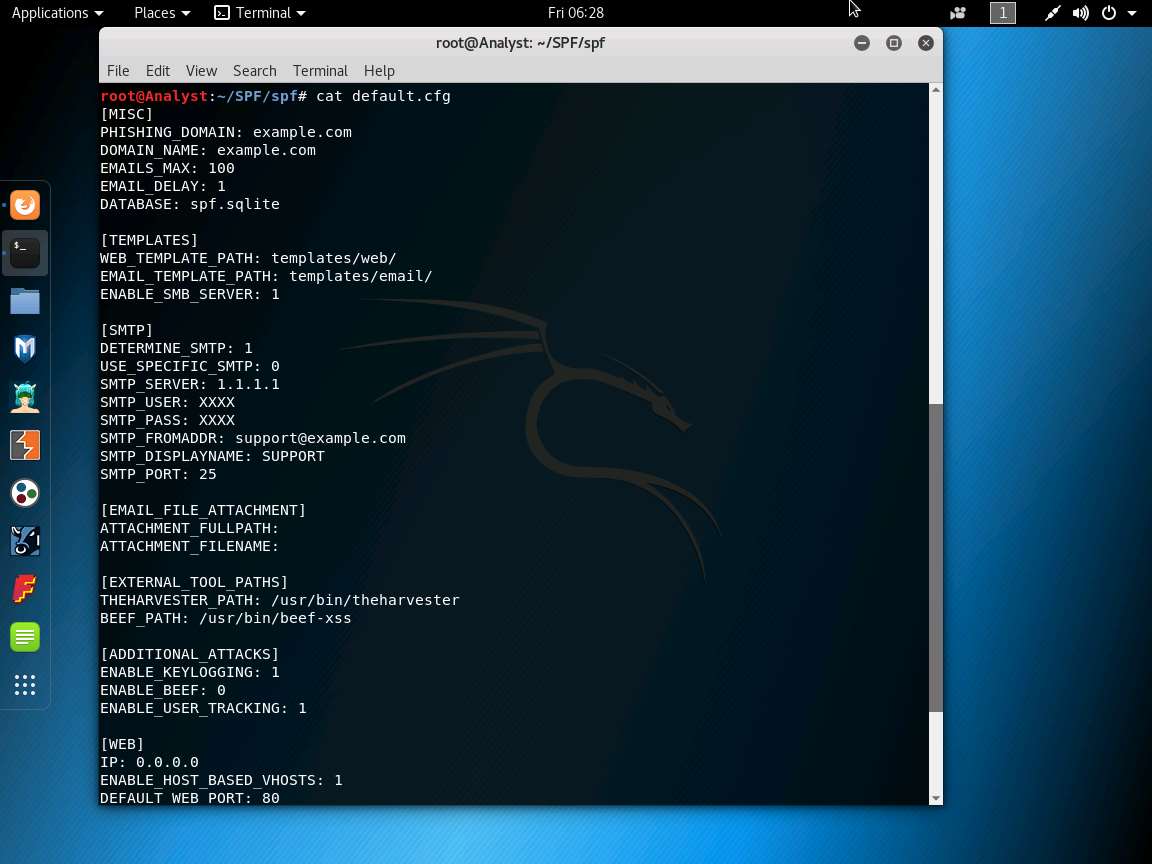 Applications Places Terminal Fri 06:28 1
root@Analyst: ~/SPF/spf
File Edit View Search Terminal Help
root@Analyst:~/SPF/spf# cat default.cfg
[MISC]
PHISHING_DOMAIN: example.com
DOMAIN_NAME: example.com
EMAILS_MAX: 100
EMAIL_DELAY: 1
DATABASE: spf.sqlite
[TEMPLATES]
WEB_TEMPLATE_PATH: templates/web/
EMAIL_TEMPLATE_PATH: templates/email/
ENABLE_SMB_SERVER: 1
[SMTP]
DETERMINE_SMTP: 1
USE_SPECIFIC_SMTP: 0
SMTP_SERVER: 1.1.1.1
SMTP_USER: XXXX
SMTP_PASS: XXXX
SMTP_FROMADDR: support@example.com
SMTP_DISPLAYNAME: SUPPORT
SMTP_PORT: 25
[EMAIL_FILE_ATTACHMENT]
ATTACHMENT_FULLPATH:
ATTACHMENT_FILENAME:
[EXTERNAL_TOOL_PATHS]
THEHARVESTER_PATH: /usr/bin/theharvester
BEEF_PATH: /usr/bin/beef-xss
[ADDITIONAL_ATTACKS]
ENABLE_KEYLOGGING: 1
ENABLE_BEEF: 0
ENABLE_USER_TRACKING: 1
[WEB]
IP: 0.0.0.0
ENABLE_HOST_BASED_VHOSTS: 1
DEFAULT_WEB_PORT: 80